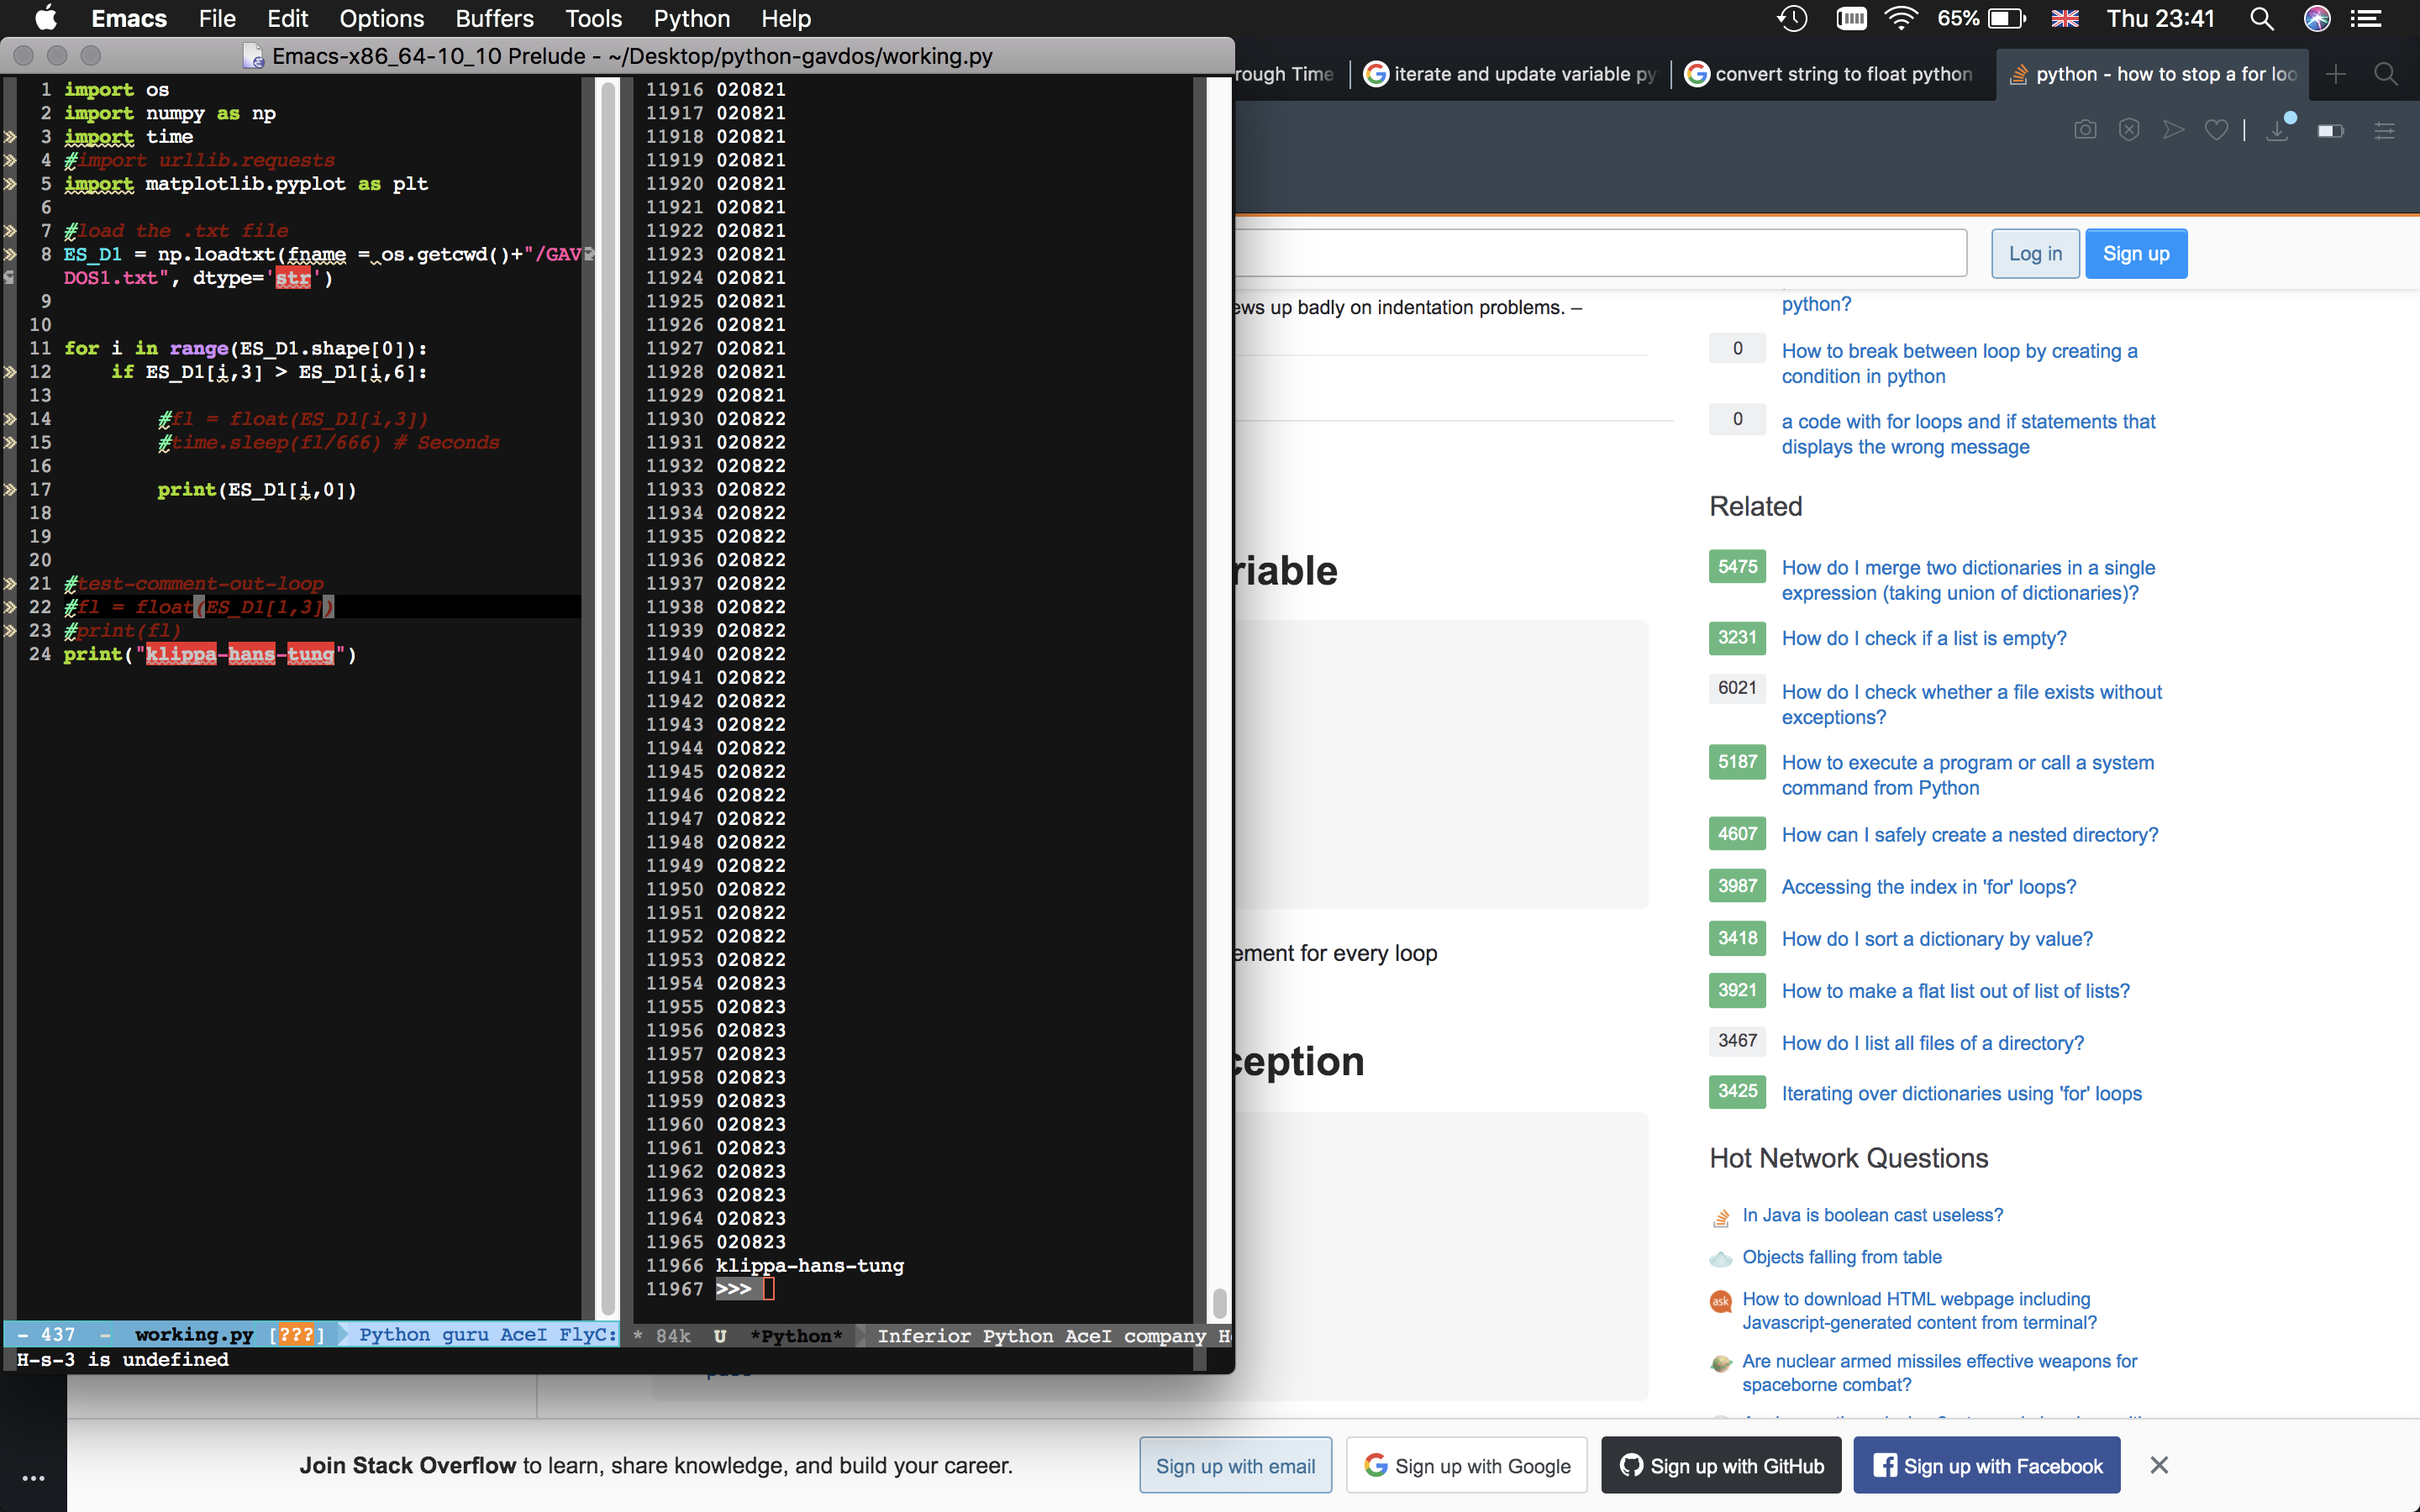 Emacs File Edit Options Buffers Tools Python Help 65% Thu 23:41
Emacs-x86_64-10_10 Prelude - ~/Desktop/python-gavdos/working.py
1 import os
2 import numpy as np
3 import time
4 #import urllib.requests
5 import matplotlib.pyplot as plt
6
7 #load the .txt file
8 ES_D1 = np.loadtxt(fname = os.getcwd()+"/GAV
DOS1.txt", dtype='str')
9
10
11 for i in range(ES_D1.shape[0]):
12 if ES_D1[i,3] > ES_D1[i,6]:
13
14 #fl = float(ES_D1[i,3])
15 #time.sleep(fl/666) # Seconds
16
17 print(ES_D1[i,0])
18
19
20
21 #test-comment-out-loop
22 #fl = float(ES_D1[1,3])
23 #print(fl)
24 print("klippa-hans-tung")
- 437 - working.py [???] Python guru AceI FlyC:
H-s-3 is undefined
11916 020821
11917 020821
11918 020821
11919 020821
11920 020821
11921 020821
11922 020821
11923 020821
11924 020821
11925 020821
11926 020821
11927 020821
11928 020821
11929 020821
11930 020822
11931 020822
11932 020822
11933 020822
11934 020822
11935 020822
11936 020822
11937 020822
11938 020822
11939 020822
11940 020822
11941 020822
11942 020822
11943 020822
11944 020822
11945 020822
11946 020822
11947 020822
11948 020822
11949 020822
11950 020822
11951 020822
11952 020822
11953 020822
11954 020823
11955 020823
11956 020823
11957 020823
11958 020823
11959 020823
11960 020823
11961 020823
11962 020823
11963 020823
11964 020823
11965 020823
11966 klippa-hans-tung
11967 >>>
* 84k U *Python* Inferior Python AceI company H
rough Time iterate and update variable py convert string to float python python - how to stop a for loo
Log in Sign up
ews up badly on indentation problems. –
riable
ement for every loop
ception
python?
0 How to break between loop by creating a
condition in python
0 a code with for loops and if statements that
displays the wrong message
Related
5475 How do I merge two dictionaries in a single
expression (taking union of dictionaries)?
3231 How do I check if a list is empty?
6021 How do I check whether a file exists without
exceptions?
5187 How to execute a program or call a system
command from Python
4607 How can I safely create a nested directory?
3987 Accessing the index in 'for' loops?
3418 How do I sort a dictionary by value?
3921 How to make a flat list out of list of lists?
3467 How do I list all files of a directory?
3425 Iterating over dictionaries using 'for' loops
Hot Network Questions
In Java is boolean cast useless?
Objects falling from table
ask How to download HTML webpage including
Javascript-generated content from terminal?
Are nuclear armed missiles effective weapons for
spaceborne combat?
Join Stack Overflow to learn, share knowledge, and build your career.
Sign up with email Sign up with Google Sign up with GitHub Sign up with Facebook